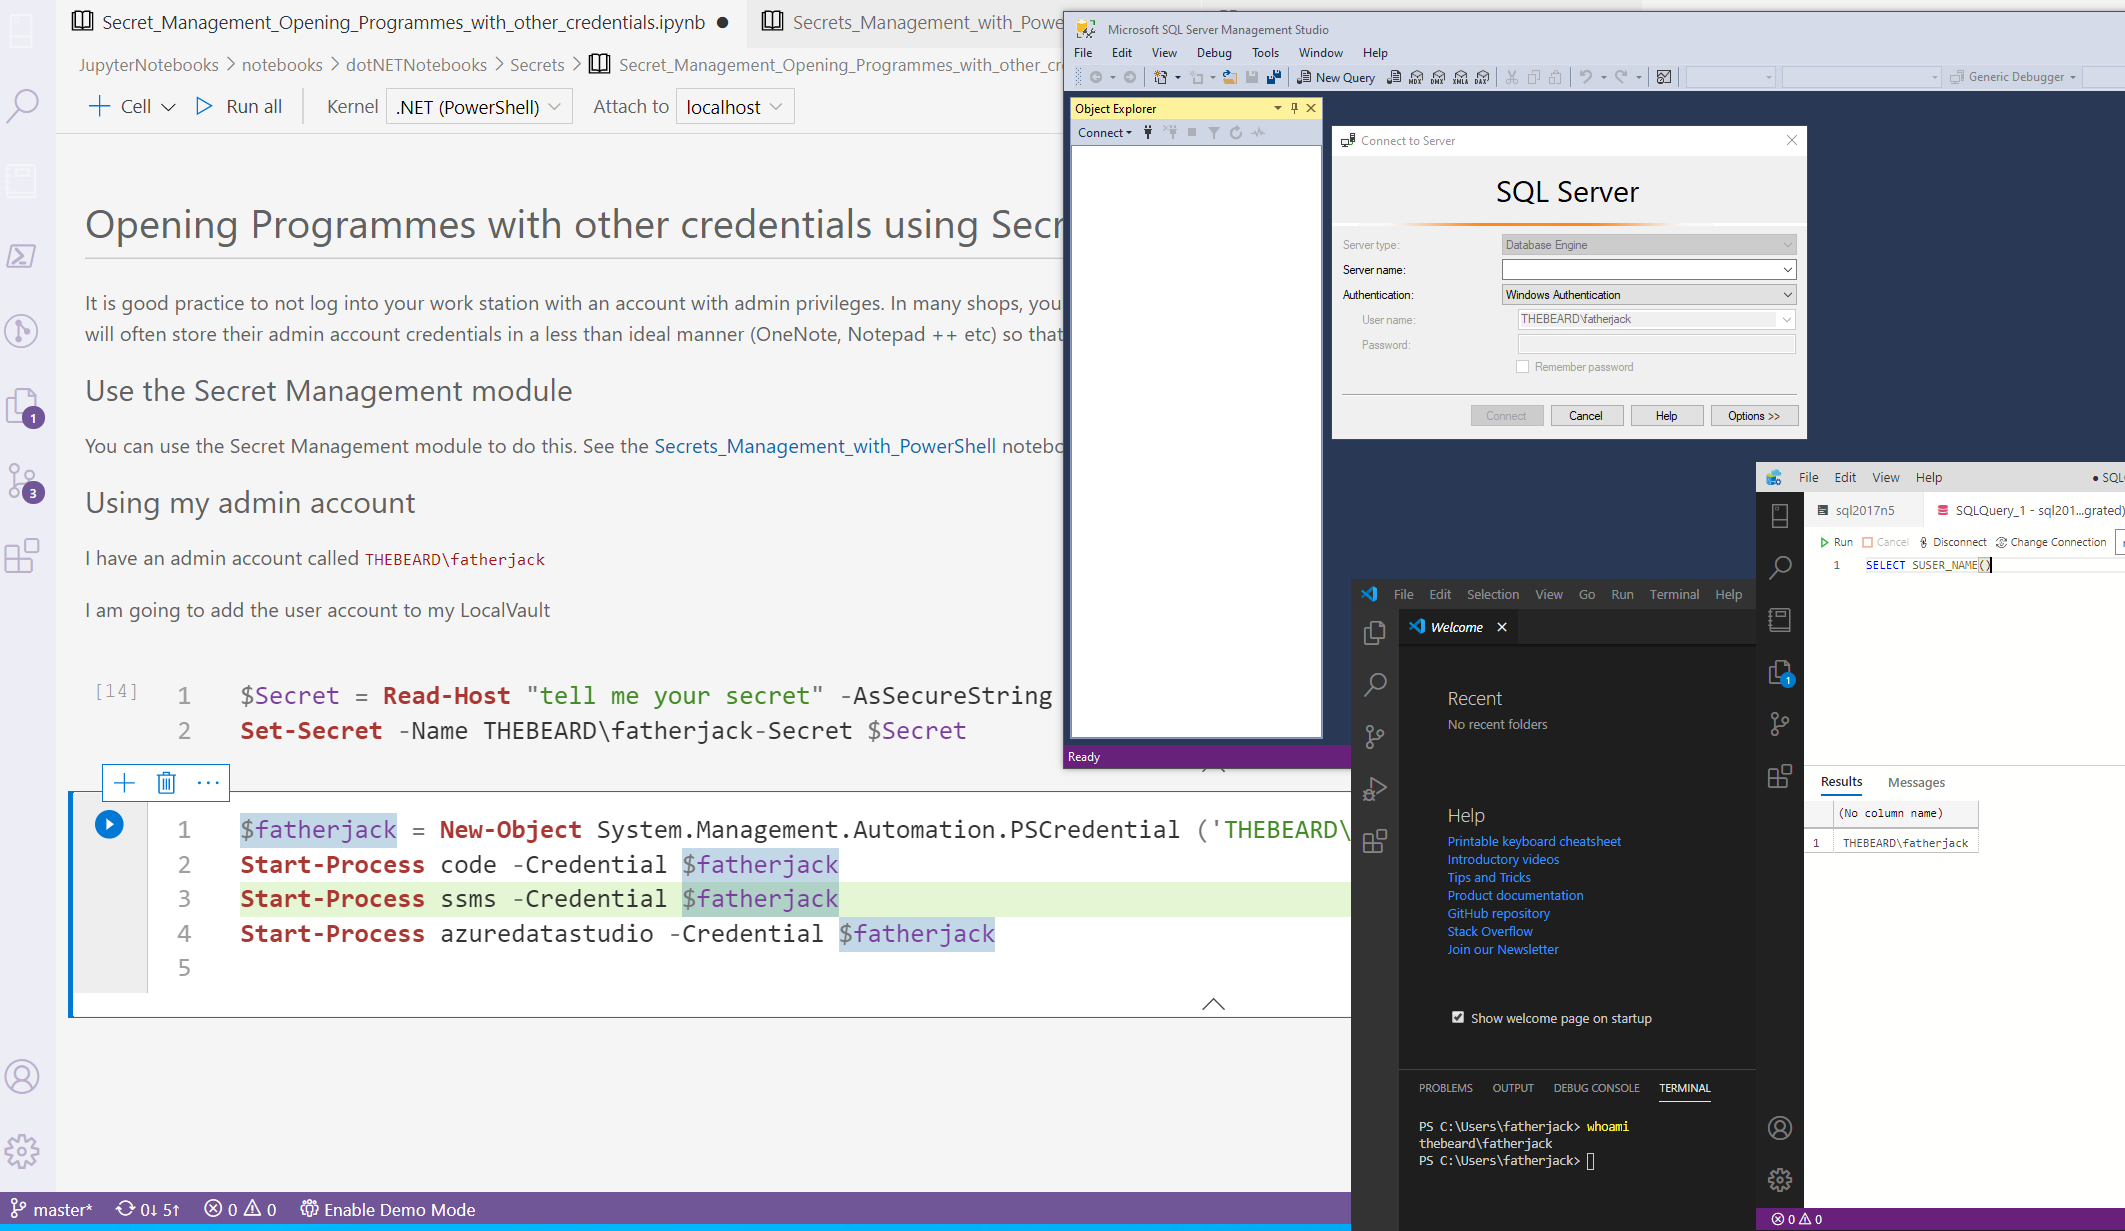 Secret_Management_Opening_Programmes_with_other_credentials.ipynb
Secrets_Management_with_Powe
JupyterNotebooks > notebooks > dotNETNotebooks > Secrets > Secret_Management_Opening_Programmes_with_other_cr
Cell
Run all
Kernel
.NET (PowerShell)
Attach to
localhost
Opening Programmes with other credentials using Secr
It is good practice to not log into your work station with an account with admin privileges. In many shops, you
will often store their admin account credentials in a less than ideal manner (OneNote, Notepad ++ etc) so that
Use the Secret Management module
You can use the Secret Management module to do this. See the Secrets_Management_with_PowerShell notebo
Using my admin account
I have an admin account called THEBEARD\fatherjack
I am going to add the user account to my LocalVault
[14]
1 $Secret = Read-Host "tell me your secret" -AsSecureString
2 Set-Secret -Name THEBEARD\fatherjack-Secret $Secret
1 $fatherjack = New-Object System.Management.Automation.PSCredential ('THEBEARD\
2 Start-Process code -Credential $fatherjack
3 Start-Process ssms -Credential $fatherjack
4 Start-Process azuredatastudio -Credential $fatherjack
5
1
3
master*
0↓ 5↑
0 0
Enable Demo Mode
Microsoft SQL Server Management Studio
File Edit View Debug Tools Window Help
New Query
MDX DMX XMLA DAX
Generic Debugger
Object Explorer
Connect
Ready
Connect to Server
SQL Server
Server type: Database Engine
Server name:
Authentication: Windows Authentication
User name: THEBEARD\fatherjack
Password:
Remember password
Connect Cancel Help Options >>
File Edit Selection View Go Run Terminal Help
Welcome
Recent
No recent folders
Help
Printable keyboard cheatsheet
Introductory videos
Tips and Tricks
Product documentation
GitHub repository
Stack Overflow
Join our Newsletter
Show welcome page on startup
PROBLEMS OUTPUT DEBUG CONSOLE TERMINAL
PS C:\Users\fatherjack> whoami
thebeard\fatherjack
PS C:\Users\fatherjack>
File Edit View Help
● SQL
sql2017n5
SQLQuery_1 - sql201...grated)
Run Cancel Disconnect Change Connection
1 SELECT SUSER_NAME()
1
Results Messages
(No column name)
1 THEBEARD\fatherjack
0 0